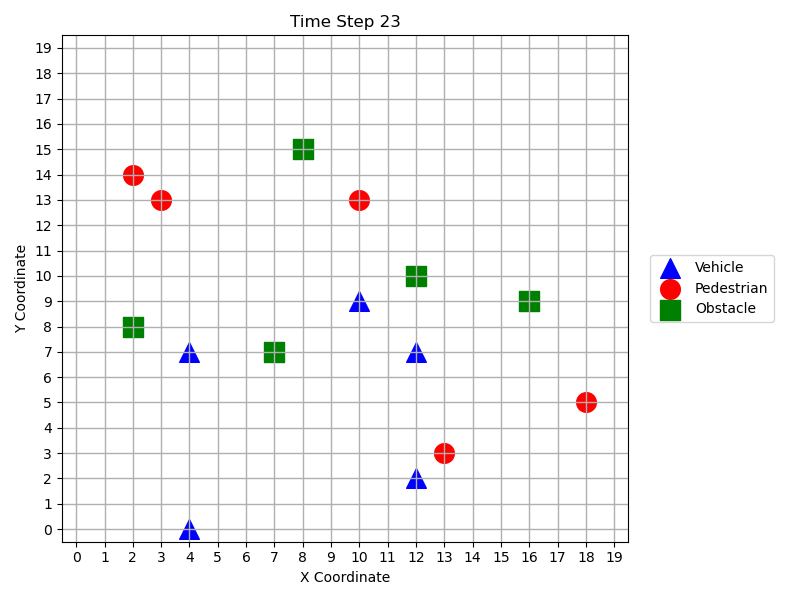 Time Step 23
Y Coordinate
19
18
17
16
15
14
13
12
11
10
9
8
7
6
5
4
3
2
1
0
0 1 2 3 4 5 6 7 8 9 10 11 12 13 14 15 16 17 18 19
X Coordinate
Vehicle
Pedestrian
Obstacle